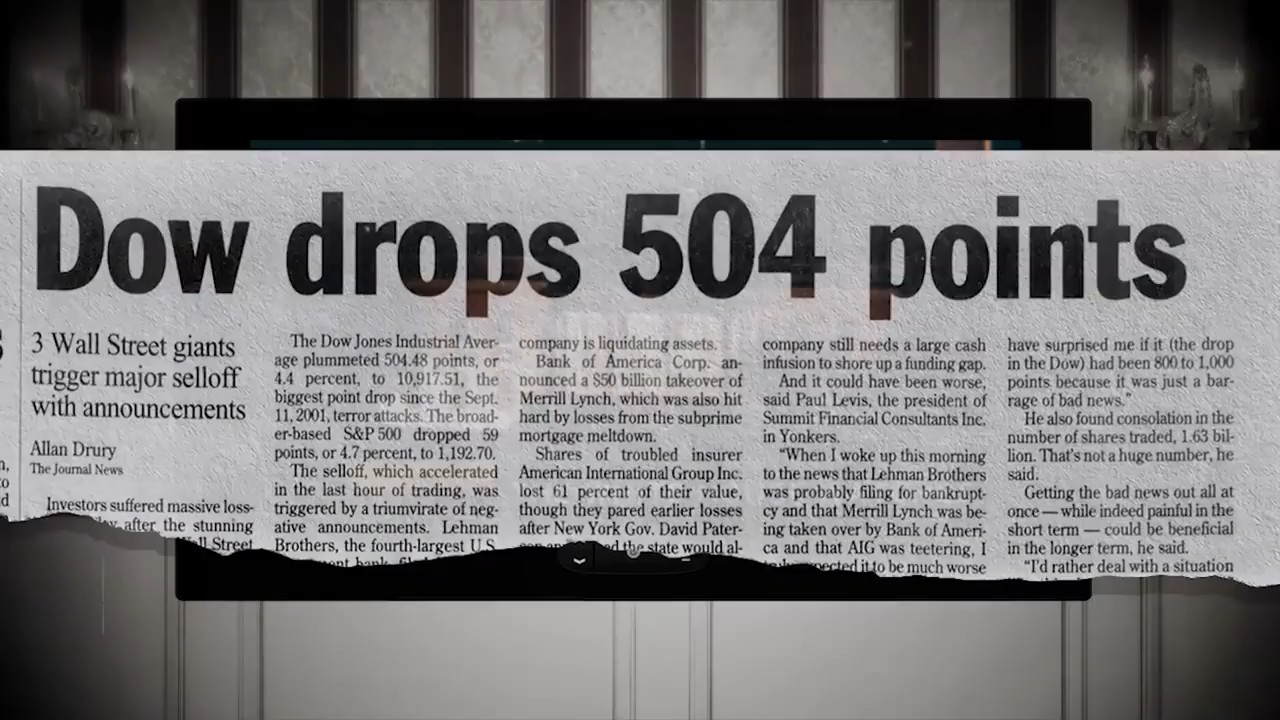 Dow drops 504 points
3 Wall Street giants
trigger major selloff
with announcements
Allan Drury
The Journal News
Investors suffered massive loss-
after the stunning
Wall Street
The Dow Jones Industrial Aver-
age plummeted 504.48 points, or
4.4 percent, to 10,917.51, the
biggest point drop since the Sept.
11, 2001, terror attacks. The broad-
er-based S&P 500 dropped 59
points, or 4.7 percent, to 1,192.70.
The selloff, which accelerated
in the last hour of trading, was
triggered by a triumvirate of neg-
ative announcements. Lehman
Brothers, the fourth-largest U.S.
company is liquidating assets.
Bank of America Corp. an-
nounced a $50 billion takeover of
Merrill Lynch, which was also hit
hard by losses from the subprime
mortgage meltdown.
Shares of troubled insurer
American International Group Inc.
lost 61 percent of their value,
though they pared earlier losses
after New York Gov. David Pater-
the state would al-
company still needs a large cash
infusion to shore up a funding gap.
And it could have been worse,
said Paul Levis, the president of
Summit Financial Consultants Inc.
in Yonkers.
"When I woke up this morning
to the news that Lehman Brothers
was probably filing for bankrupt-
cy and that Merrill Lynch was be-
ing taken over by Bank of Ameri-
ca and that AIG was teetering, I
it to be much worse
have surprised me if it (the drop
in the Dow) had been 800 to 1,000
points because it was just a bar-
rage of bad news."
He also found consolation in the
number of shares traded, 1.63 bil-
lion. That's not a huge number, he
said.
Getting the bad news out all at
once — while indeed painful in the
short term — could be beneficial
in the longer term, he said.
"I'd rather deal with a situation